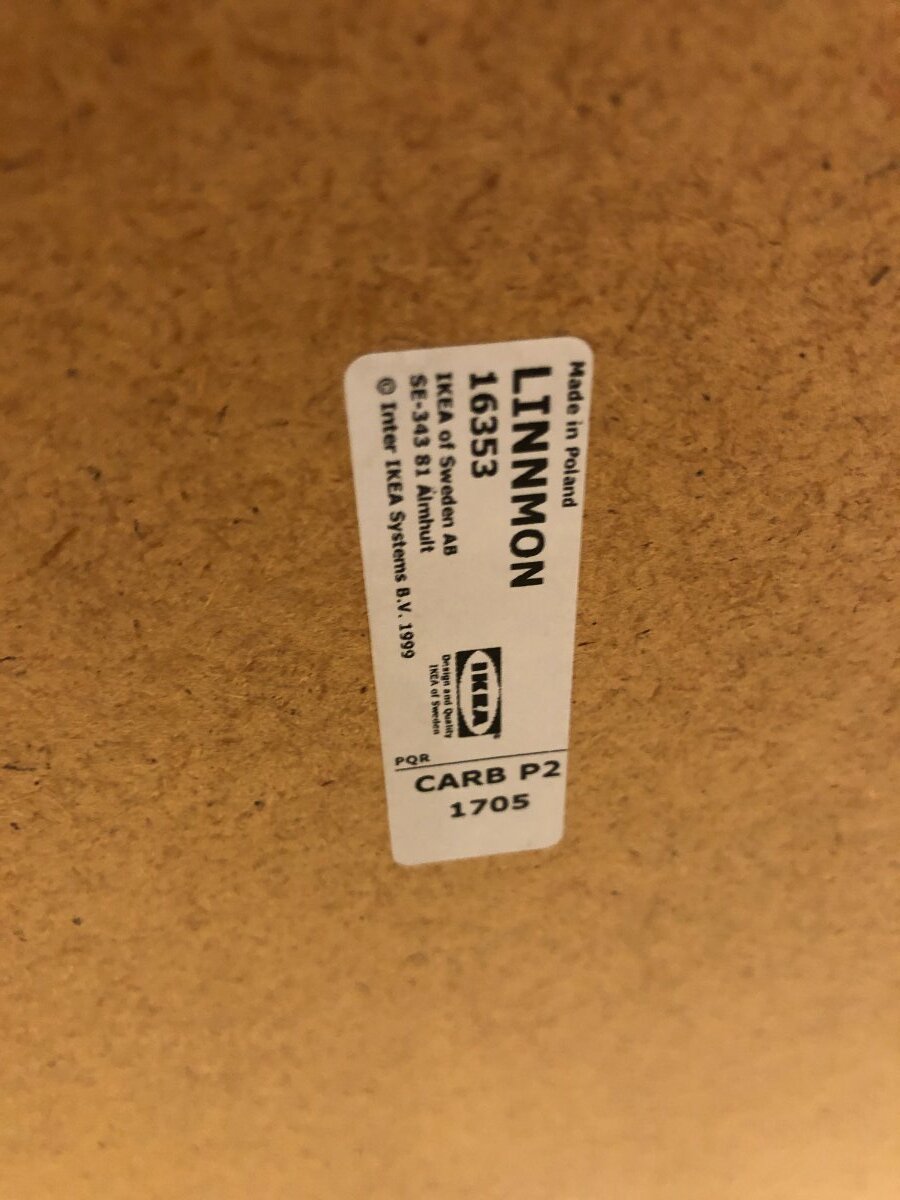 Made in Poland
LINNMON
16353
IKEA of Sweden AB
SE-343 81 Älmhult
© Inter IKEA Systems B.V. 1999
IKEA®
Design and Quality
IKEA of Sweden
PQR
CARB P2
1705